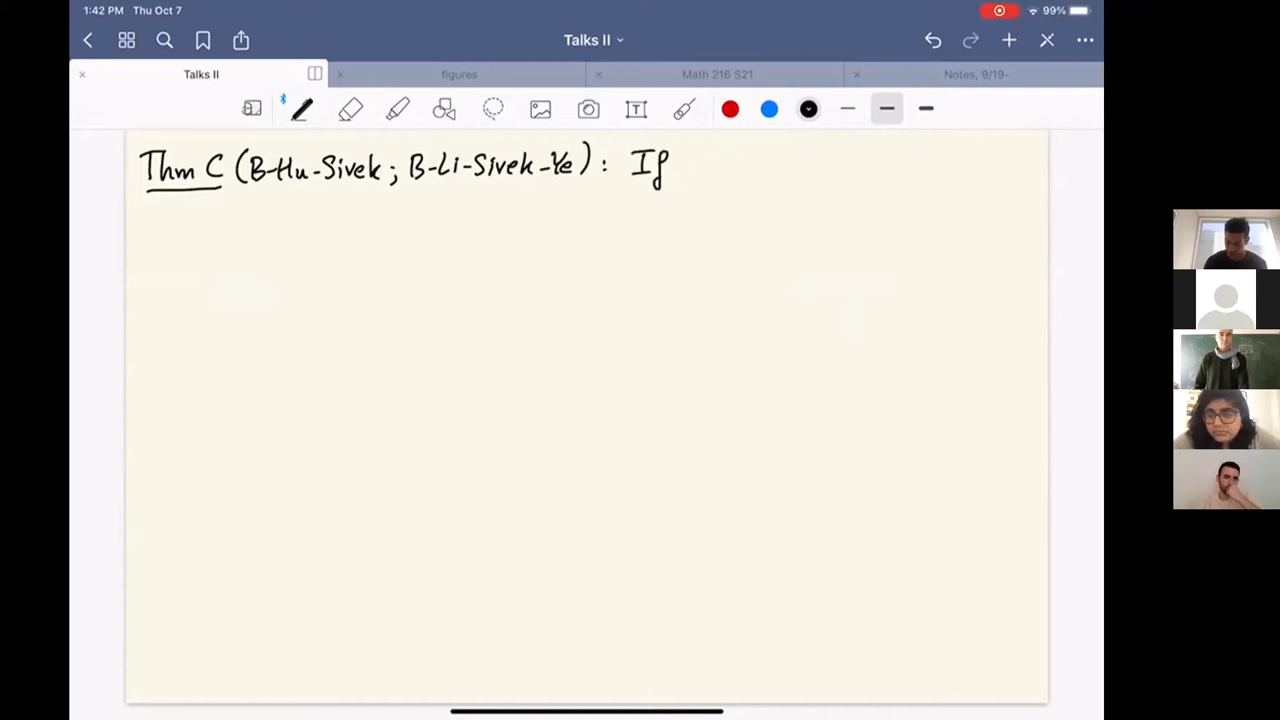 1:42 PM Thu Oct 7
99%
Talks II
Talks II
figures
Math 216 S21
Notes, 9/19-
T
Thm C (B-Hu-Sivek; B-Li-Sivek-Ye): If